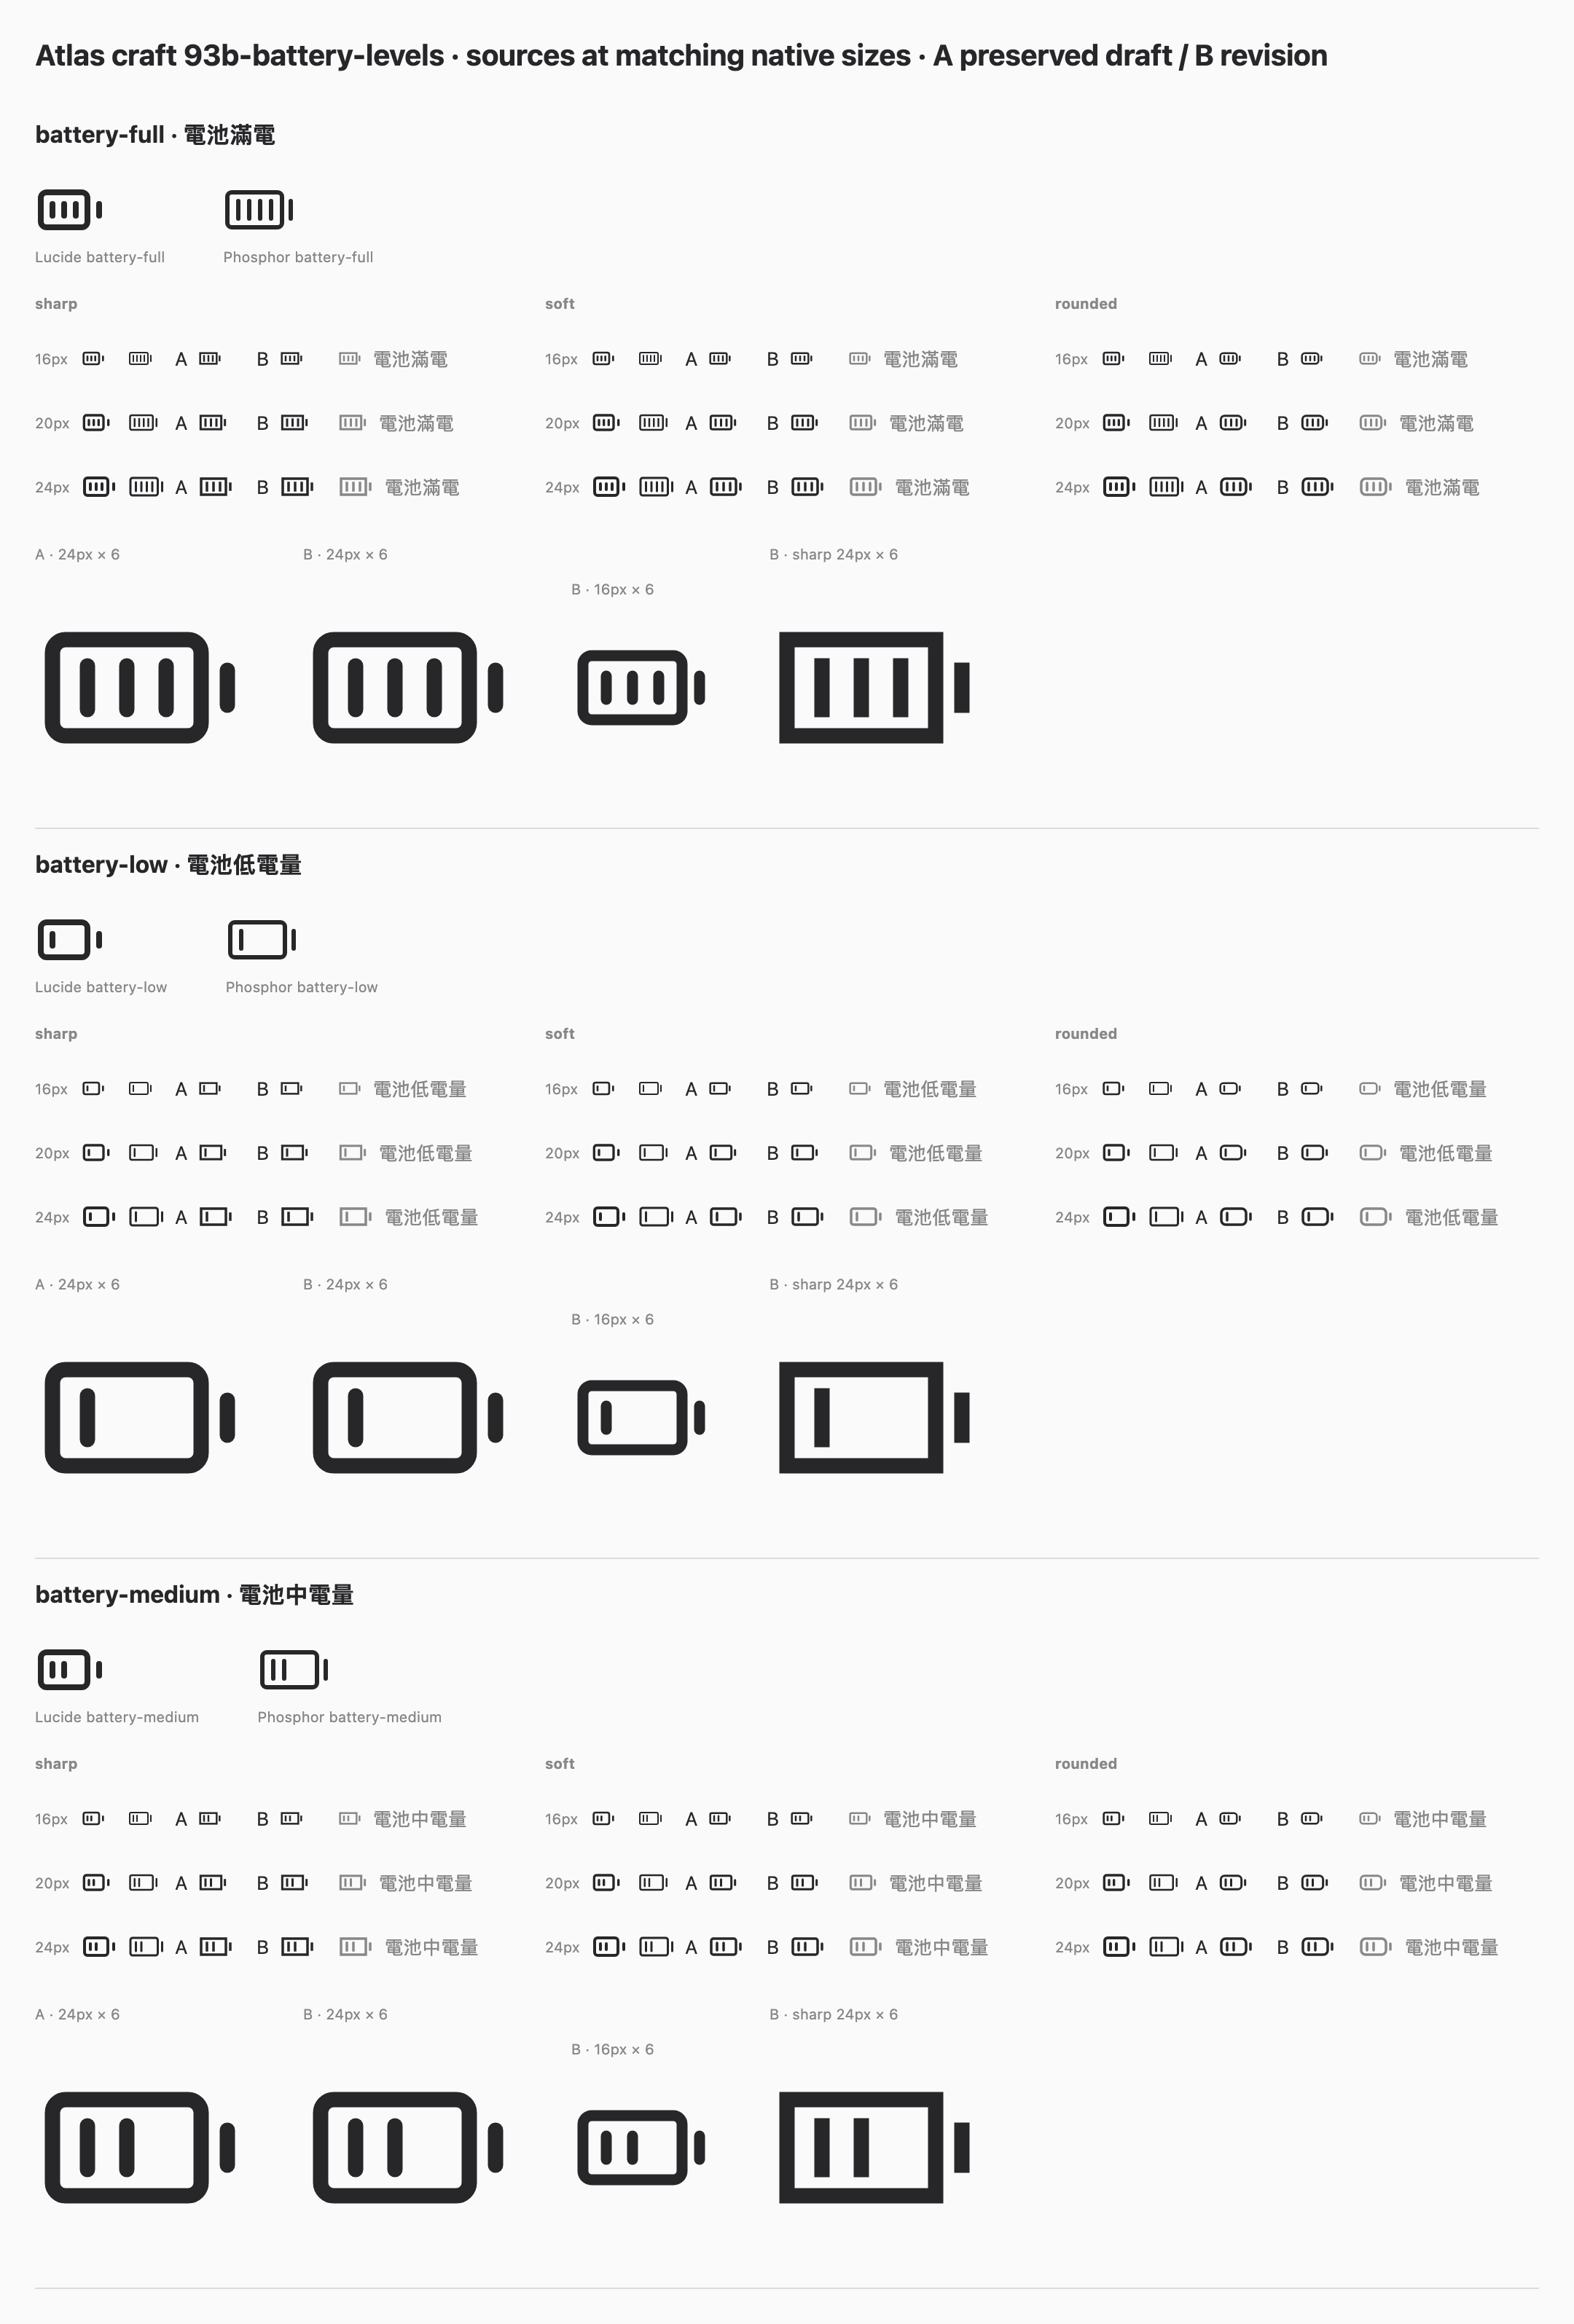 Atlas craft 93b-battery-levels · sources at matching native sizes · A preserved draft / B revision
battery-full · 電池滿電
Lucide battery-full Phosphor battery-full
sharp soft rounded
16px A B 電池滿電 16px A B 電池滿電 16px A B 電池滿電
20px A B 電池滿電 20px A B 電池滿電 20px A B 電池滿電
24px A B 電池滿電 24px A B 電池滿電 24px A B 電池滿電
A · 24px × 6 B · 24px × 6 B · sharp 24px × 6
B · 16px × 6
battery-low · 電池低電量
Lucide battery-low Phosphor battery-low
sharp soft rounded
16px A B 電池低電量 16px A B 電池低電量 16px A B 電池低電量
20px A B 電池低電量 20px A B 電池低電量 20px A B 電池低電量
24px A B 電池低電量 24px A B 電池低電量 24px A B 電池低電量
A · 24px × 6 B · 24px × 6 B · sharp 24px × 6
B · 16px × 6
battery-medium · 電池中電量
Lucide battery-medium Phosphor battery-medium
sharp soft rounded
16px A B 電池中電量 16px A B 電池中電量 16px A B 電池中電量
20px A B 電池中電量 20px A B 電池中電量 20px A B 電池中電量
24px A B 電池中電量 24px A B 電池中電量 24px A B 電池中電量
A · 24px × 6 B · 24px × 6 B · sharp 24px × 6
B · 16px × 6